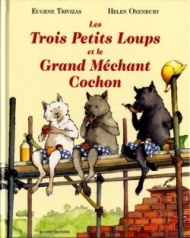 EUGENE TRIVIZAS HELEN OXENBURY
Les
Trois Petits Loups
et le
Grand Méchant
Cochon